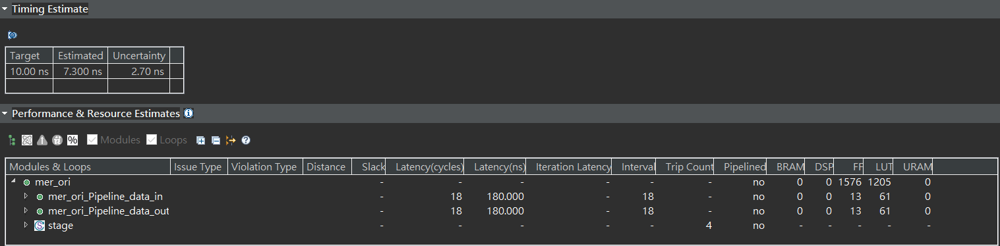 Timing Estimate
Target Estimated Uncertainty
10.00 ns 7.300 ns 2.70 ns
Performance & Resource Estimates
% Modules Loops
Modules & Loops Issue Type Violation Type Distance Slack Latency(cycles) Latency(ns) Iteration Latency Interval Trip Count Pipelined BRAM DSP FF LUT URAM
mer_ori - - - - - - no 0 0 1576 1205 0
mer_ori_Pipeline_data_in - 18 180.000 - 18 - no 0 0 13 61 0
mer_ori_Pipeline_data_out - 18 180.000 - 18 - no 0 0 13 61 0
S stage - - - - - 4 no - - - - -